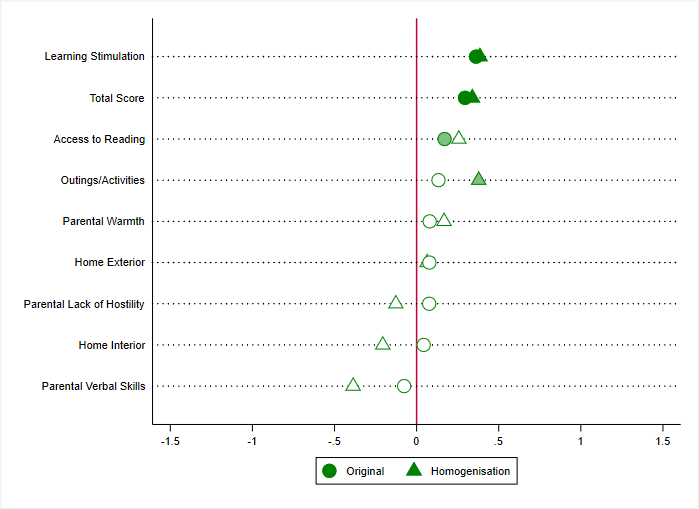 Learning Stimulation
Total Score
Access to Reading
Outings/Activities
Parental Warmth
Home Exterior
Parental Lack of Hostility
Home Interior
Parental Verbal Skills
-1.5 -1 -.5 0 .5 1 1.5
Original Homogenisation